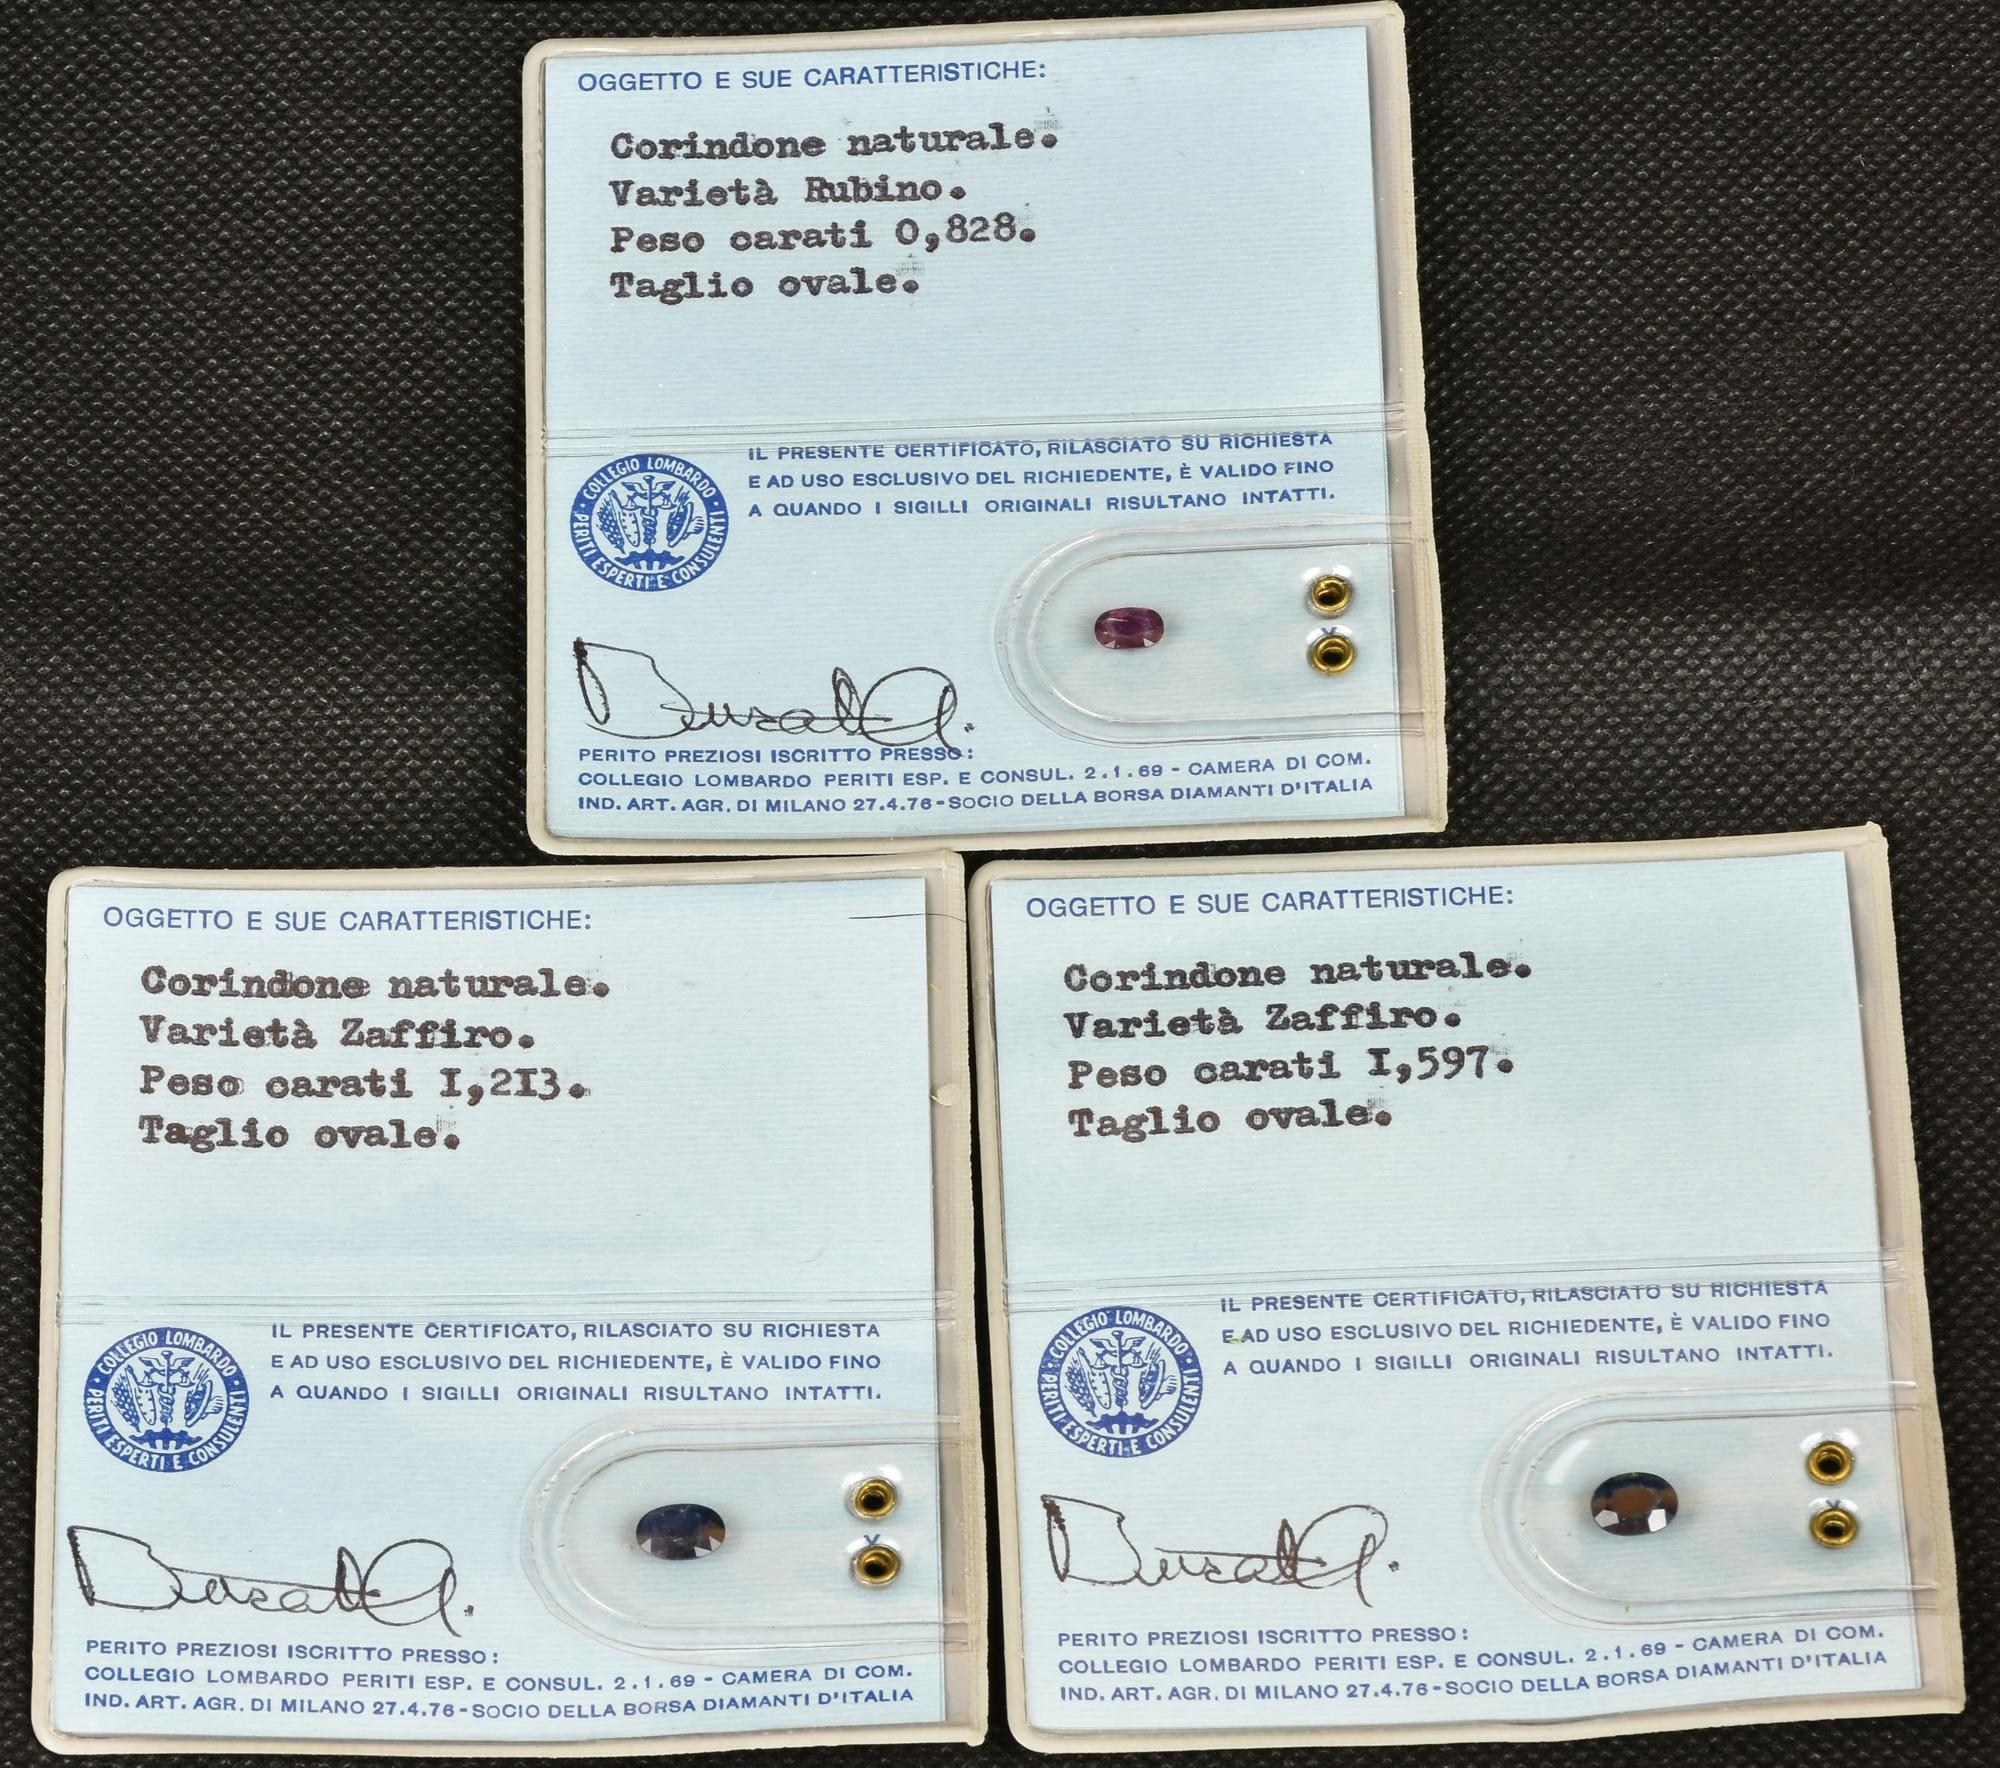 OGGETTO E SUE CARATTERISTICHE:
Corindone naturale.
Varietà Rubino.
Peso carati 0,828.
Taglio ovale.
IL PRESENTE CERTIFICATO, RILASCIATO SU RICHIESTA
E AD USO ESCLUSIVO DEL RICHIEDENTE, È VALIDO FINO
A QUANDO I SIGILLI ORIGINALI RISULTANO INTATTI.
COLLEGIO LOMBARDO
PERITI ESPERTI E CONSULENTI
PERITO PREZIOSI ISCRITTO PRESSO:
COLLEGIO LOMBARDO PERITI ESP. E CONSUL. 2.1.69 - CAMERA DI COM.
IND. ART. AGR. DI MILANO 27.4.76-SOCIO DELLA BORSA DIAMANTI D'ITALIA
OGGETTO E SUE CARATTERISTICHE:
Corindone naturale.
Varietà Zaffiro.
Peso carati I,2I3.
Taglio ovale.
IL PRESENTE CERTIFICATO, RILASCIATO SU RICHIESTA
E AD USO ESCLUSIVO DEL RICHIEDENTE, È VALIDO FINO
A QUANDO I SIGILLI ORIGINALI RISULTANO INTATTI.
COLLEGIO LOMBARDO
PERITI ESPERTI E CONSULENTI
PERITO PREZIOSI ISCRITTO PRESSO:
COLLEGIO LOMBARDO PERITI ESP. E CONSUL. 2.1.69 - CAMERA DI COM.
IND. ART. AGR. DI MILANO 27.4.76-SOCIO DELLA BORSA DIAMANTI D'ITALIA
OGGETTO E SUE CARATTERISTICHE:
Corindone naturale.
Varietà Zaffiro.
Peso carati I,597.
Taglio ovale.
IL PRESENTE CERTIFICATO, RILASCIATO SU RICHIESTA
E AD USO ESCLUSIVO DEL RICHIEDENTE, È VALIDO FINO
A QUANDO I SIGILLI ORIGINALI RISULTANO INTATTI.
COLLEGIO LOMBARDO
PERITI ESPERTI E CONSULENTI
PERITO PREZIOSI ISCRITTO PRESSO:
COLLEGIO LOMBARDO PERITI ESP. E CONSUL. 2.1.69 - CAMERA DI COM.
IND. ART. AGR. DI MILANO 27.4.76-SOCIO DELLA BORSA DIAMANTI D'ITALIA